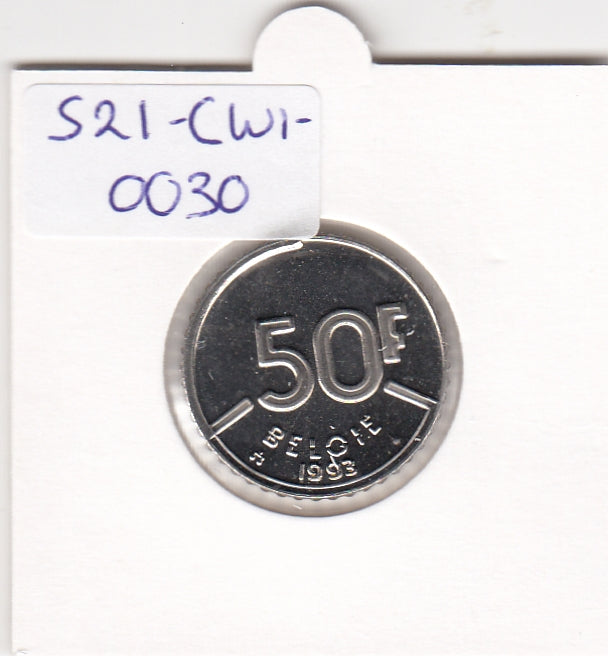 S21-CW1-
0030
50F
BELGIE
1993